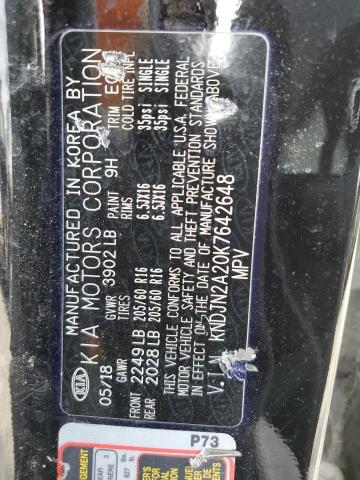 KIA
MANUFACTURED IN KOREA BY
KIA MOTORS CORPORATION
05/18 GVWR 3902LB PAINT 9H TRIM
GAWR TIRES RIMS COLD TIRE INFL
FRONT 2249LB 205/60 R16 6.5JX16 35psi SINGLE
REAR 2028LB 205/60 R16 6.5JX16 35psi SINGLE
THIS VEHICLE CONFORMS TO ALL APPLICABLE U.S.A. FEDERAL
MOTOR VEHICLE SAFETY AND THEFT PREVENTION STANDARDS
IN EFFECT ON THE DATE OF MANUFACTURE SHOWN ABOVE
KNDJN2A20K7642648
MPV
P73